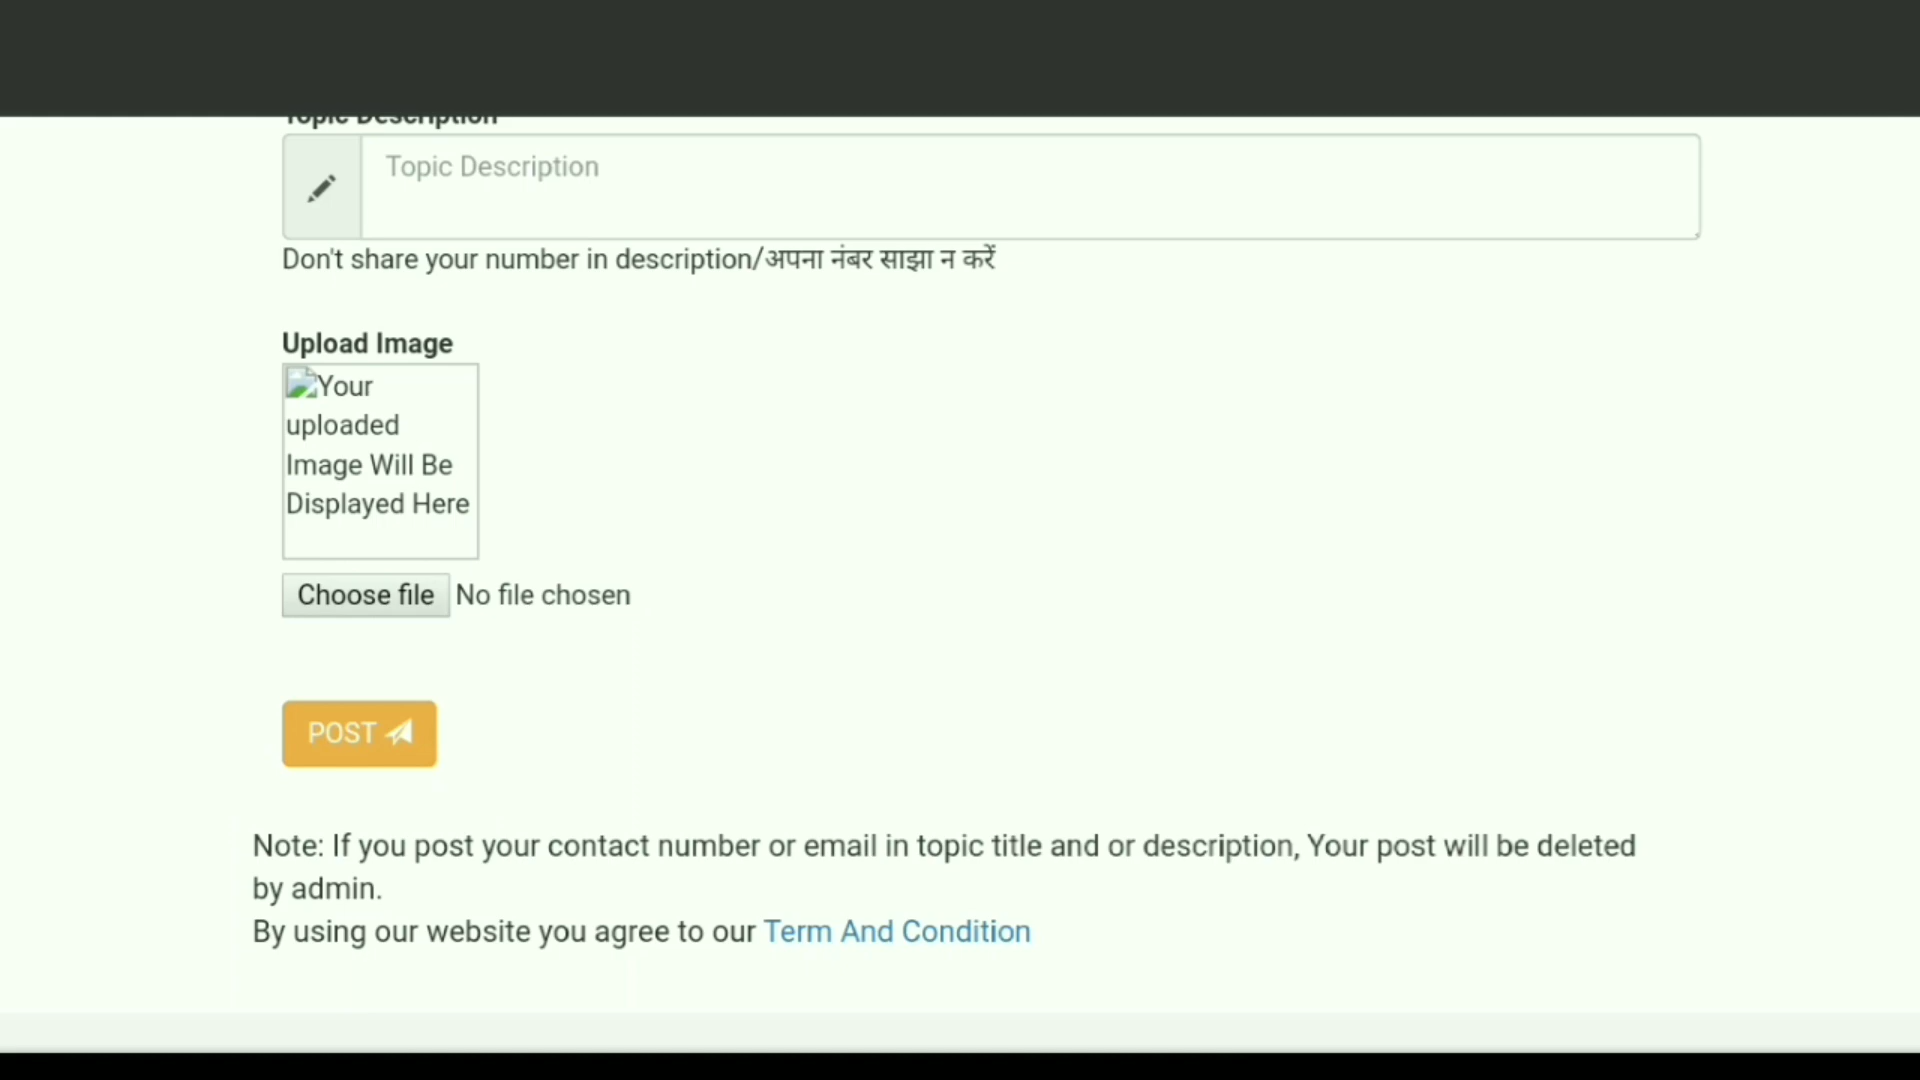 Topic Description
Topic Description
Don't share your number in description/अपना नंबर साझा न करें
Upload Image
Your
uploaded
Image Will Be
Displayed Here
Choose file No file chosen
POST
Note: If you post your contact number or email in topic title and or description, Your post will be deleted
by admin.
By using our website you agree to our Term And Condition